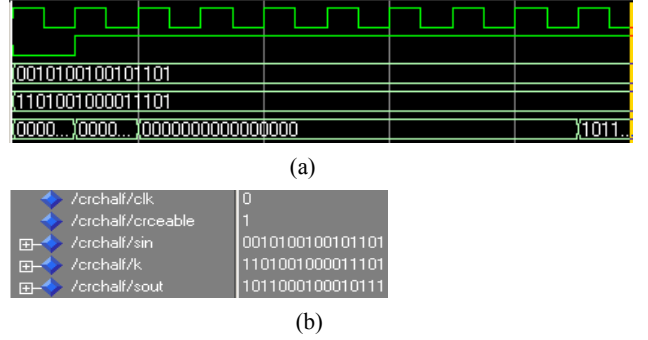 0010100100101101
1101001000011101
0000... 0000... 0000000000000000 1011..
(a)
/crchalf/clk 0
/crchalf/crceable 1
/crchalf/sin 0010100100101101
/crchalf/k 1101001000011101
/crchalf/sout 1011000100010111
(b)